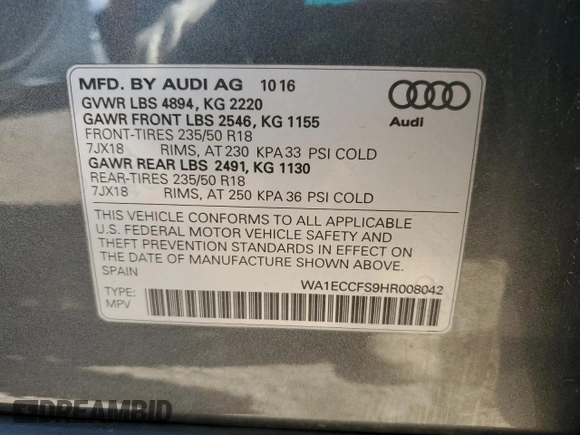 MFD. BY AUDI AG 10 16
GVWR LBS 4894, KG 2220
GAWR FRONT LBS 2546, KG 1155
FRONT-TIRES 235/50 R18
7JX18 RIMS, AT 230 KPA 33 PSI COLD
GAWR REAR LBS 2491, KG 1130
REAR-TIRES 235/50 R18
7JX18 RIMS, AT 250 KPA 36 PSI COLD
Audi
THIS VEHICLE CONFORMS TO ALL APPLICABLE
U.S. FEDERAL MOTOR VEHICLE SAFETY AND
THEFT PREVENTION STANDARDS IN EFFECT ON
THE DATE OF MANUFACTURE SHOWN ABOVE.
SPAIN
WA1ECCFS9HR008042
TYPE:
MPV
DREAMBID